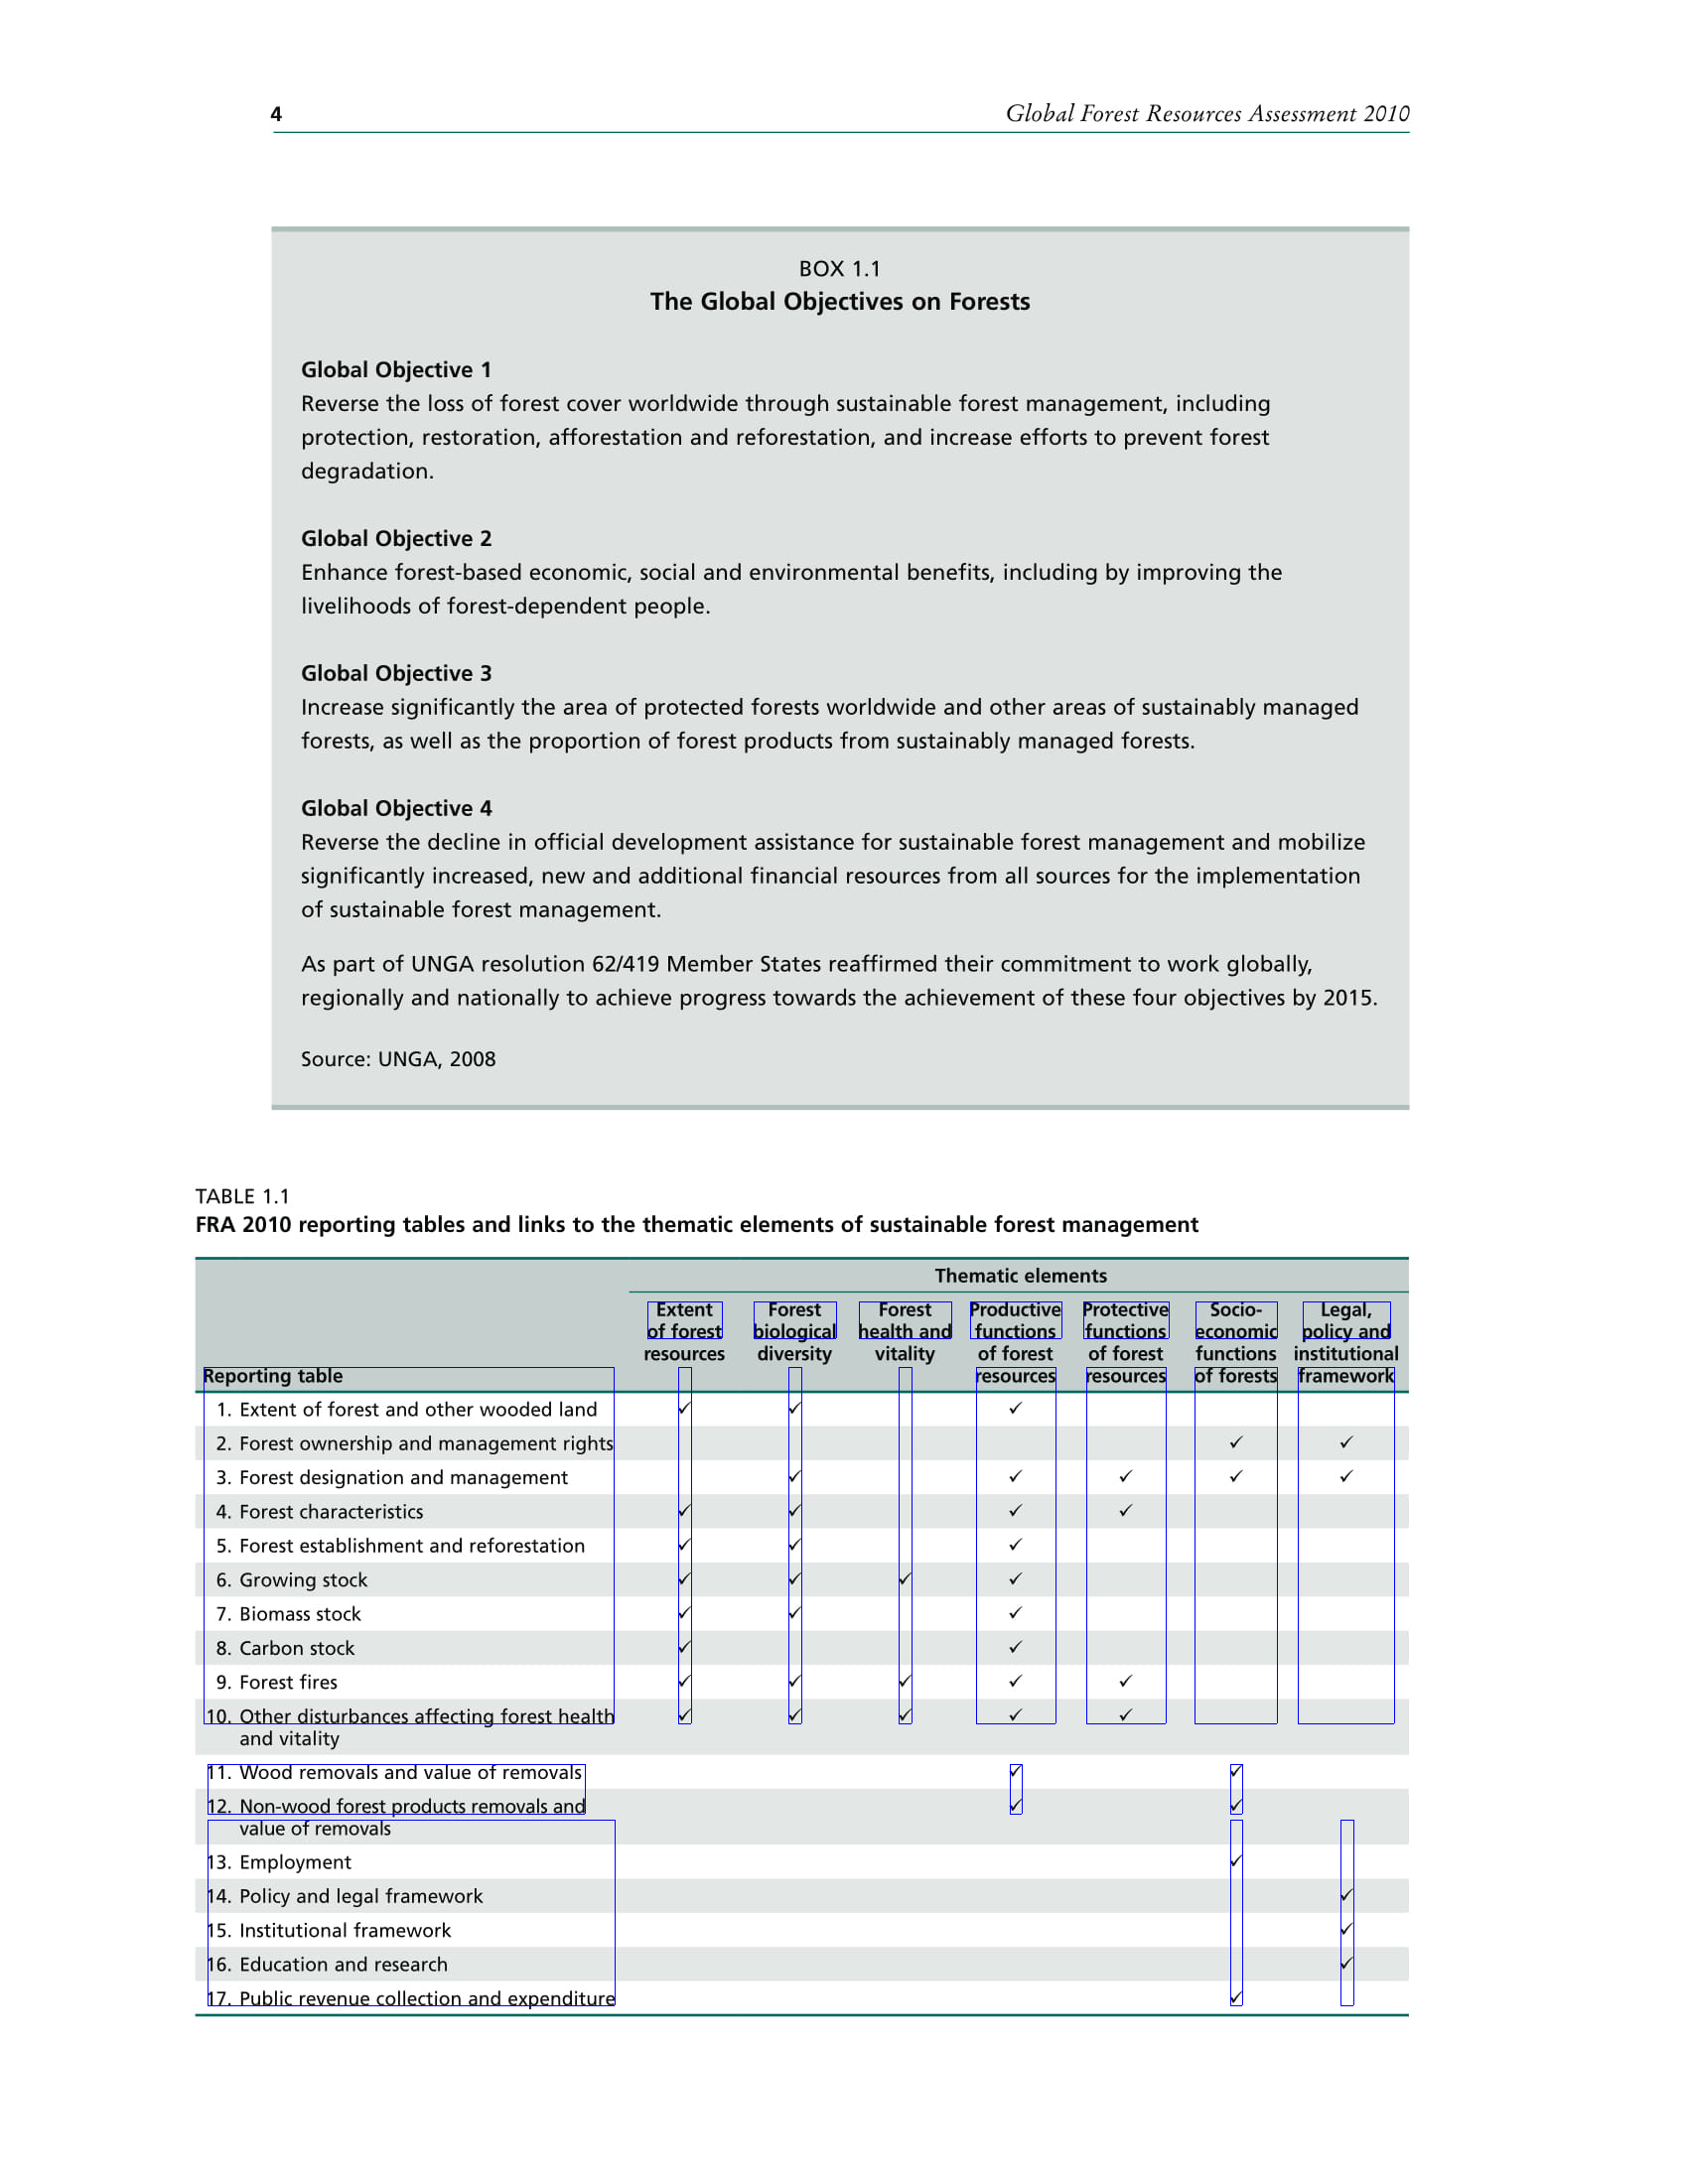 4
Global Forest Resources Assessment 2010
BOX 1.1
The Global Objectives on Forests
Global Objective 1
Reverse the loss of forest cover worldwide through sustainable forest management, including
protection, restoration, afforestation and reforestation, and increase efforts to prevent forest
degradation.
Global Objective 2
Enhance forest-based economic, social and environmental benefits, including by improving the
livelihoods of forest-dependent people.
Global Objective 3
Increase significantly the area of protected forests worldwide and other areas of sustainably managed
forests, as well as the proportion of forest products from sustainably managed forests.
Global Objective 4
Reverse the decline in official development assistance for sustainable forest management and mobilize
significantly increased, new and additional financial resources from all sources for the implementation
of sustainable forest management.
As part of UNGA resolution 62/419 Member States reaffirmed their commitment to work globally,
regionally and nationally to achieve progress towards the achievement of these four objectives by 2015.
Source: UNGA, 2008
TABLE 1.1
FRA 2010 reporting tables and links to the thematic elements of sustainable forest management
Thematic elements
Extent Forest Forest Productive Protective Socio- Legal,
of forest biological health and functions functions economic policy and
resources diversity vitality of forest of forest functions institutional
Reporting table resources resources of forests framework
1. Extent of forest and other wooded land ✓ ✓ ✓
2. Forest ownership and management rights ✓ ✓
3. Forest designation and management ✓ ✓ ✓ ✓ ✓
4. Forest characteristics ✓ ✓ ✓ ✓
5. Forest establishment and reforestation ✓ ✓ ✓
6. Growing stock ✓ ✓ ✓ ✓
7. Biomass stock ✓ ✓ ✓
8. Carbon stock ✓ ✓
9. Forest fires ✓ ✓ ✓ ✓ ✓
10. Other disturbances affecting forest health ✓ ✓ ✓ ✓ ✓
and vitality
11. Wood removals and value of removals ✓ ✓
12. Non-wood forest products removals and ✓ ✓
value of removals
13. Employment ✓
14. Policy and legal framework ✓
15. Institutional framework ✓
16. Education and research ✓
17. Public revenue collection and expenditure ✓